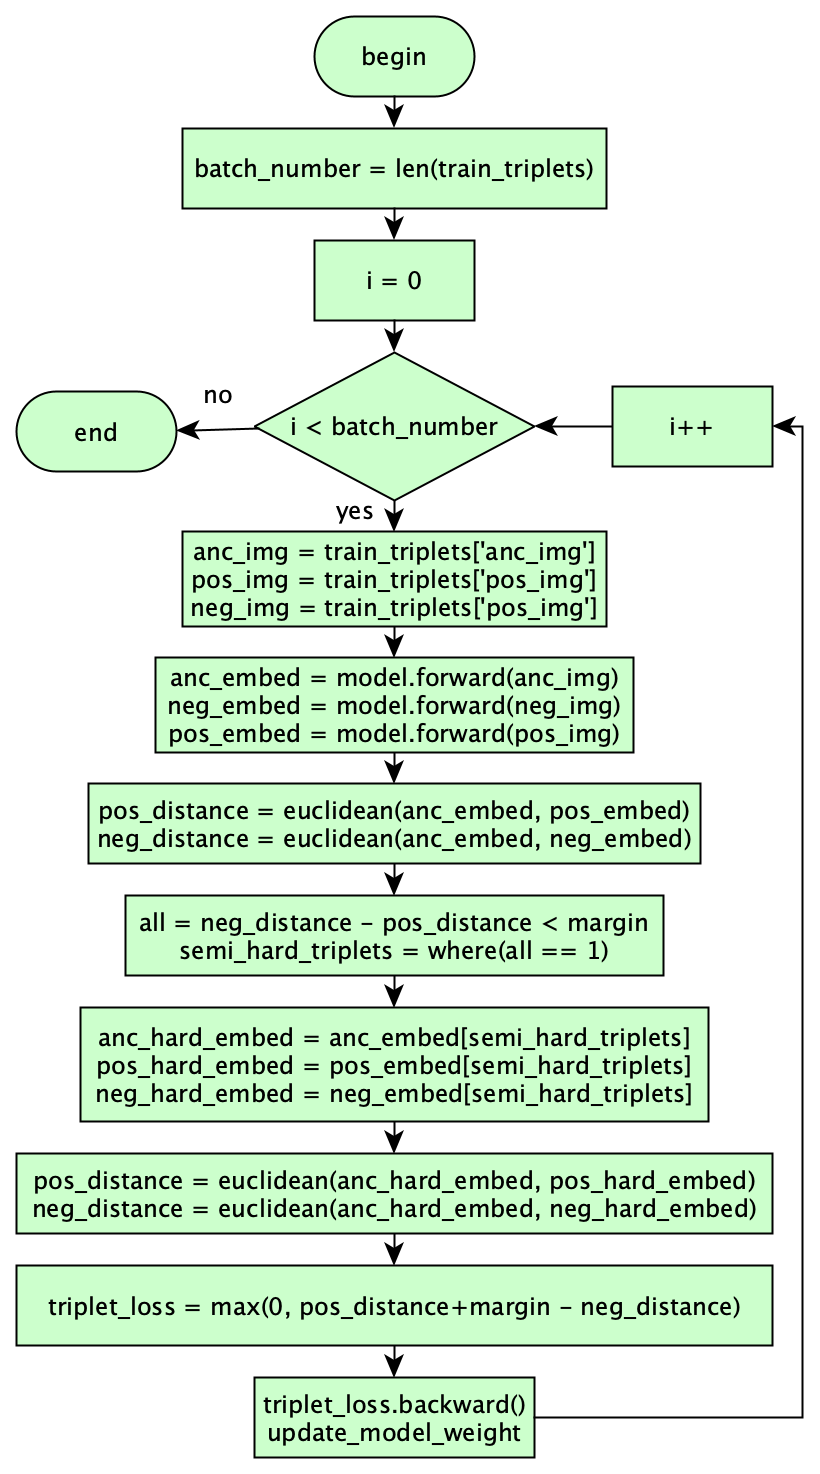 begin
batch_number = len(train_triplets)
i = 0
i < batch_number
no
end
i++
yes
anc_img = train_triplets['anc_img']
pos_img = train_triplets['pos_img']
neg_img = train_triplets['pos_img']
anc_embed = model.forward(anc_img)
neg_embed = model.forward(neg_img)
pos_embed = model.forward(pos_img)
pos_distance = euclidean(anc_embed, pos_embed)
neg_distance = euclidean(anc_embed, neg_embed)
all = neg_distance - pos_distance < margin
semi_hard_triplets = where(all == 1)
anc_hard_embed = anc_embed[semi_hard_triplets]
pos_hard_embed = pos_embed[semi_hard_triplets]
neg_hard_embed = neg_embed[semi_hard_triplets]
pos_distance = euclidean(anc_hard_embed, pos_hard_embed)
neg_distance = euclidean(anc_hard_embed, neg_hard_embed)
triplet_loss = max(0, pos_distance+margin - neg_distance)
triplet_loss.backward()
update_model_weight